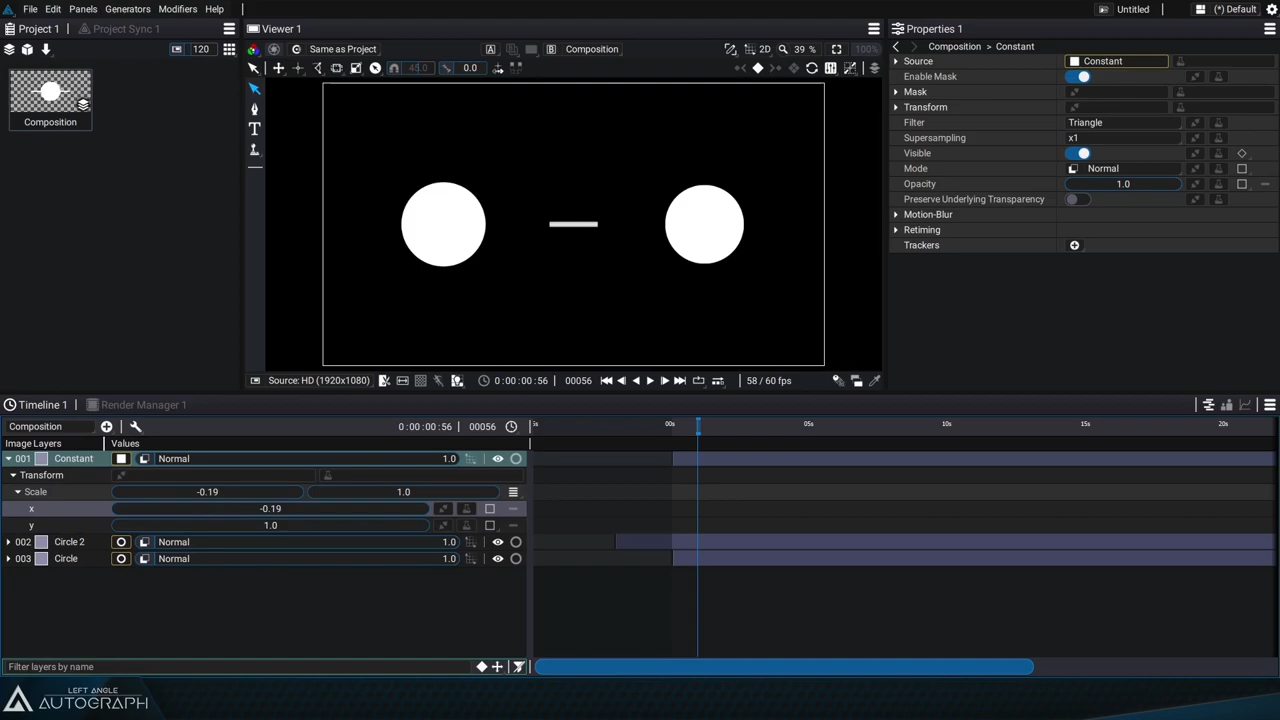 File Edit Panels Generators Modifiers Help Untitled (*) Default
Project 1 Project Sync 1 Viewer 1 Properties 1
120 Same as Project A B Composition 2D 39 % 100% Composition > Constant
45.0 0.0
Composition
Source Constant
Enable Mask
Mask
Transform
Filter Triangle
Supersampling x1
Visible
Mode Normal
Opacity 1.0
Preserve Underlying Transparency
Motion-Blur
Retiming
Trackers
Source: HD (1920x1080) 0:00:00:56 00056 58 / 60 fps
Timeline 1 Render Manager 1
Composition 0:00:00:56 00056 5s 00s 05s 10s 15s 20s
Image Layers Values
001 Constant Normal 1.0
Transform
Scale -0.19 1.0
x -0.19
y 1.0
002 Circle 2 Normal 1.0
003 Circle Normal 1.0
Filter layers by name
LEFT ANGLE
AUTOGRAPH